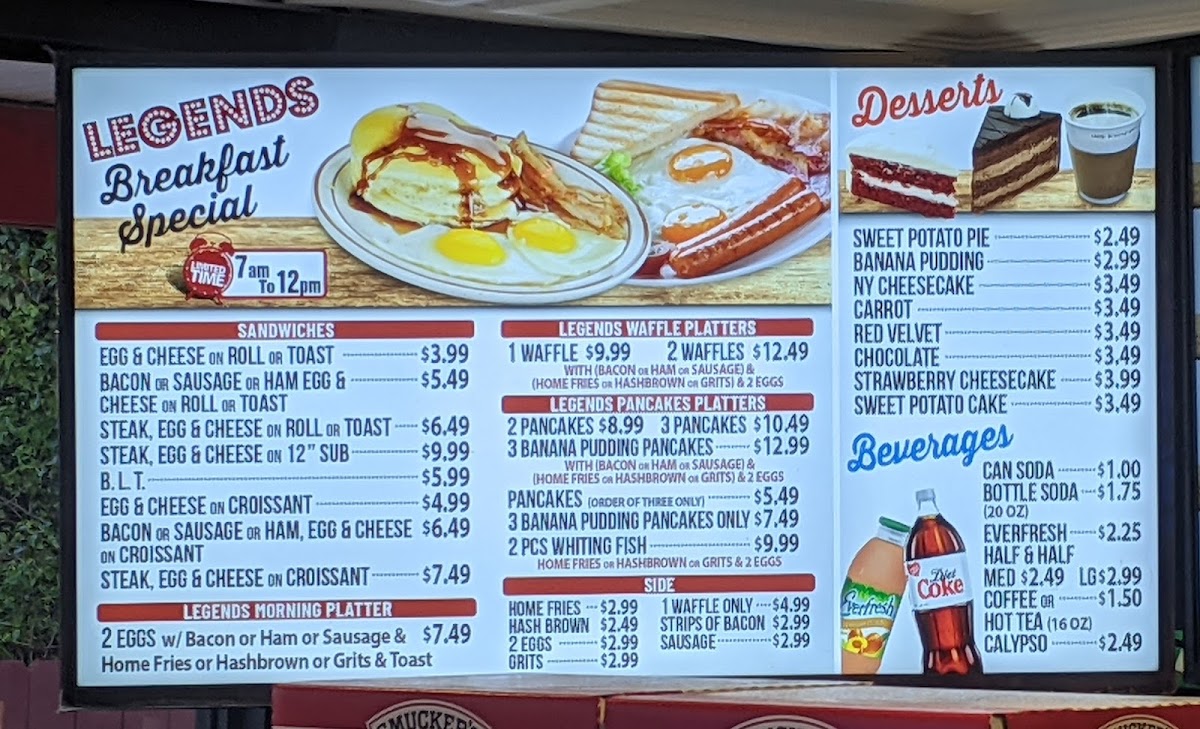 LEGENDS
Breakfast
Special
LIMITED
TIME
7am
To 12pm
SANDWICHES
EGG & CHEESE ON ROLL OR TOAST $3.99
BACON OR SAUSAGE OR HAM EGG & $5.49
CHEESE ON ROLL OR TOAST
STEAK, EGG & CHEESE ON ROLL OR TOAST $6.49
STEAK, EGG & CHEESE ON 12" SUB $9.99
B.L.T. $5.99
EGG & CHEESE ON CROISSANT $4.99
BACON OR SAUSAGE OR HAM, EGG & CHEESE $6.49
ON CROISSANT
STEAK, EGG & CHEESE ON CROISSANT $7.49
LEGENDS MORNING PLATTER
2 EGGS w/ Bacon or Ham or Sausage & $7.49
Home Fries or Hashbrown or Grits & Toast
LEGENDS WAFFLE PLATTERS
1 WAFFLE $9.99 2 WAFFLES $12.49
WITH (BACON OR HAM OR SAUSAGE) &
(HOME FRIES OR HASHBROWN OR GRITS) & 2 EGGS
LEGENDS PANCAKES PLATTERS
2 PANCAKES $8.99 3 PANCAKES $10.49
3 BANANA PUDDING PANCAKES $12.99
WITH (BACON OR HAM OR SAUSAGE) &
(HOME FRIES OR HASHBROWN OR GRITS) & 2 EGGS
PANCAKES (ORDER OF THREE ONLY) $5.49
3 BANANA PUDDING PANCAKES ONLY $7.49
2 PCS WHITING FISH $9.99
HOME FRIES OR HASHBROWN OR GRITS & 2 EGGS
SIDE
HOME FRIES $2.99 1 WAFFLE ONLY $4.99
HASH BROWN $2.49 STRIPS OF BACON $2.99
2 EGGS $2.99 SAUSAGE $2.99
GRITS $2.99
Desserts
SWEET POTATO PIE $2.49
BANANA PUDDING $2.99
NY CHEESECAKE $3.49
CARROT $3.49
RED VELVET $3.49
CHOCOLATE $3.49
STRAWBERRY CHEESECAKE $3.99
SWEET POTATO CAKE $3.49
Beverages
CAN SODA $1.00
BOTTLE SODA $1.75
(20 OZ)
EVERFRESH $2.25
HALF & HALF
MED $2.49 LG $2.99
COFFEE OR $1.50
HOT TEA (16 OZ)
CALYPSO $2.49
Everfresh
Diet
Coke
SMUCKER'S